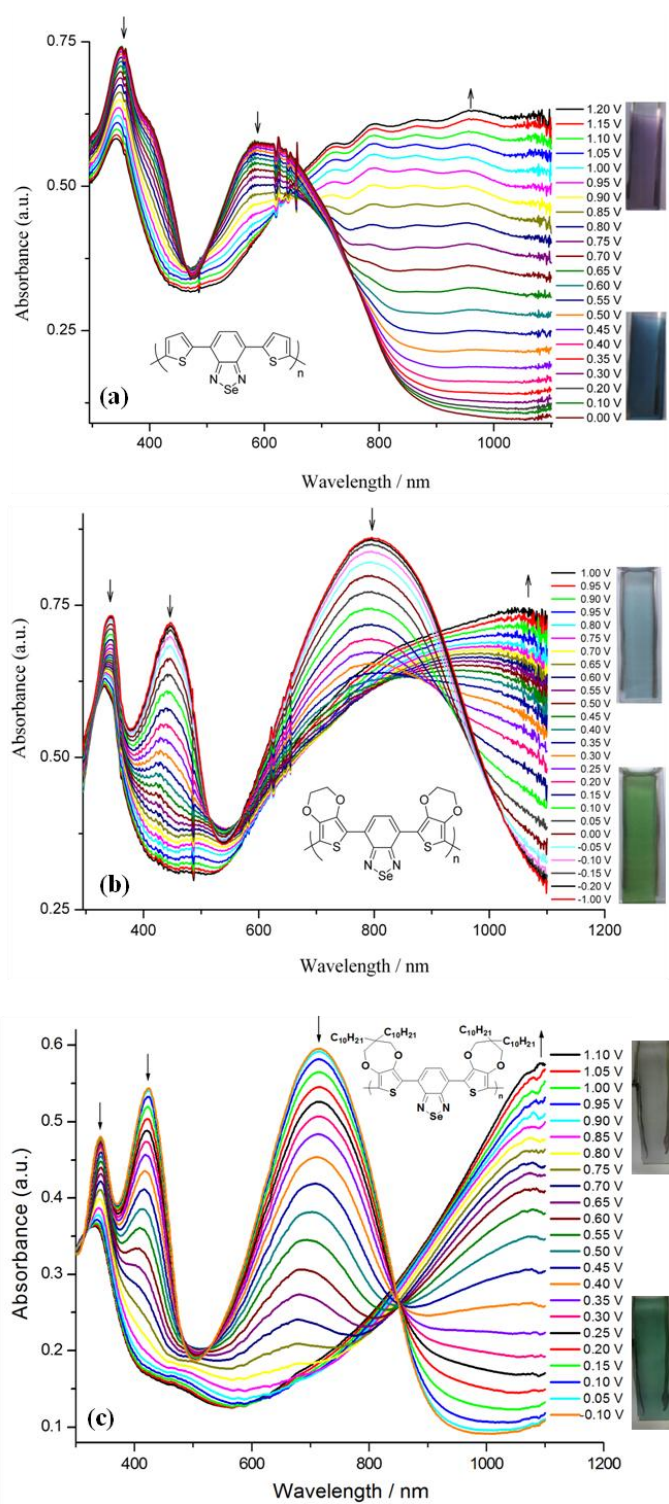 0.75
0.50
0.25
400
600
800
1000
Absorbance (a.u.)
Wavelength / nm
N
N
Se
S
S
n
(a)
1.20 V
1.15 V
1.10 V
1.05 V
1.00 V
0.95 V
0.90 V
0.85 V
0.80 V
0.75 V
0.70 V
0.65 V
0.60 V
0.55 V
0.50 V
0.45 V
0.40 V
0.35 V
0.30 V
0.20 V
0.10 V
0.00 V
0.75
0.50
0.25
400
600
800
1000
1200
Absorbance (a.u.)
Wavelength / nm
O
O
O
O
S
S
N
N
Se
n
(b)
1.00 V
0.95 V
0.90 V
0.95 V
0.80 V
0.75 V
0.70 V
0.65 V
0.60 V
0.55 V
0.50 V
0.45 V
0.40 V
0.35 V
0.30 V
0.25 V
0.20 V
0.15 V
0.10 V
0.05 V
0.00 V
-0.05 V
-0.10 V
-0.15 V
-0.20 V
-1.00 V
0.6
0.5
0.4
0.3
0.2
0.1
400
600
800
1000
1200
Absorbance (a.u.)
Wavelength / nm
C10H21
C10H21
C10H21
C10H21
O
O
O
O
S
S
N
N
Se
n
(c)
1.10 V
1.05 V
1.00 V
0.95 V
0.90 V
0.85 V
0.80 V
0.75 V
0.70 V
0.65 V
0.60 V
0.55 V
0.50 V
0.45 V
0.40 V
0.35 V
0.30 V
0.25 V
0.20 V
0.15 V
0.10 V
0.05 V
-0.10 V